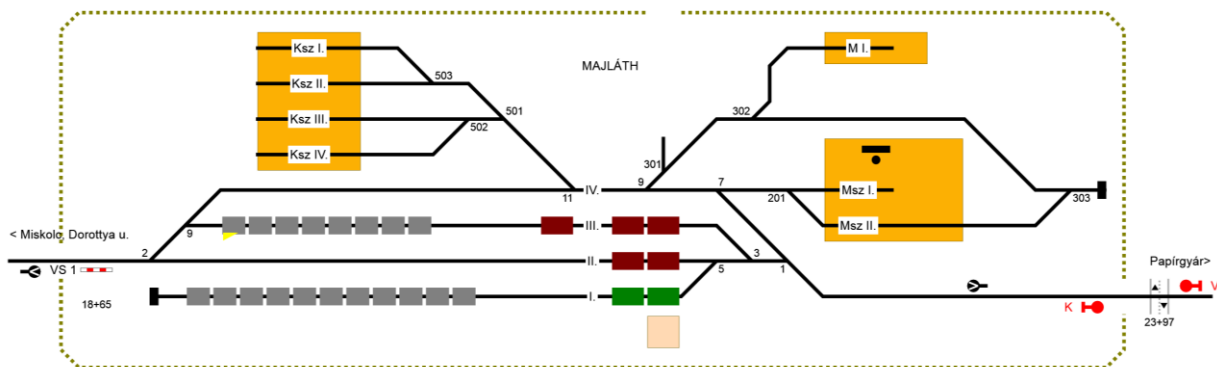 Ksz I.
M I.
MAJLÁTH
503
Ksz II.
501
302
Ksz III.
502
Ksz IV.
301
IV.
11
9
7
201
Msz I.
303
Msz II.
9
III.
< Miskolc, Dorottya u.
2
II.
3
VS 1
5
1
Papírgyár>
V
18+65
I.
K
23+97